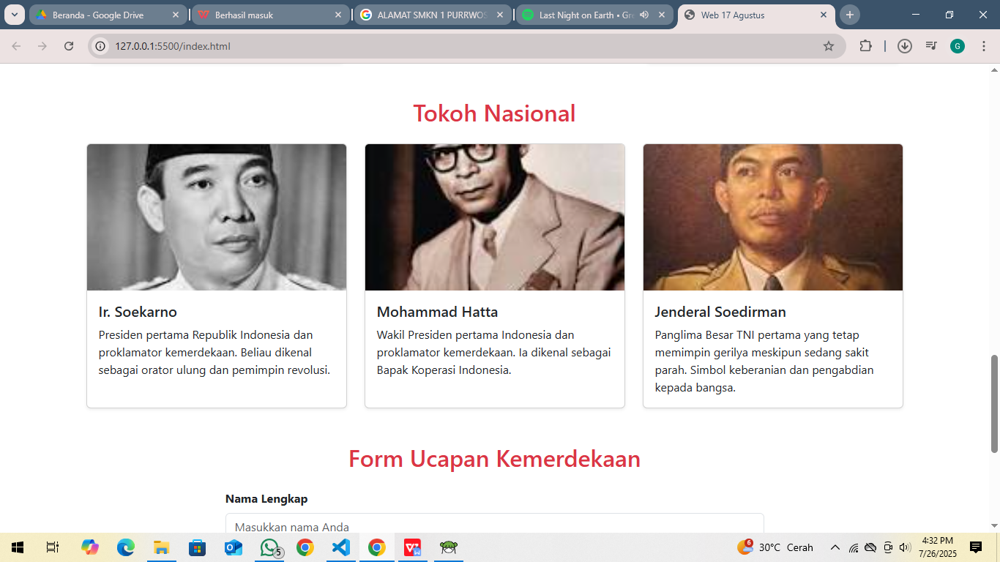 Beranda - Google Drive
Berhasil masuk
ALAMAT SMKN 1 PURRWOS
Last Night on Earth • Gre
Web 17 Agustus
127.0.0.1:5500/index.html
G
Tokoh Nasional
Ir. Soekarno
Presiden pertama Republik Indonesia dan
proklamator kemerdekaan. Beliau dikenal
sebagai orator ulung dan pemimpin revolusi.
Mohammad Hatta
Wakil Presiden pertama Indonesia dan
proklamator kemerdekaan. Ia dikenal sebagai
Bapak Koperasi Indonesia.
Jenderal Soedirman
Panglima Besar TNI pertama yang tetap
memimpin gerilya meskipun sedang sakit
parah. Simbol keberanian dan pengabdian
kepada bangsa.
Form Ucapan Kemerdekaan
Nama Lengkap
Masukkan nama Anda
5
6
30°C Cerah
4:32 PM
7/26/2025